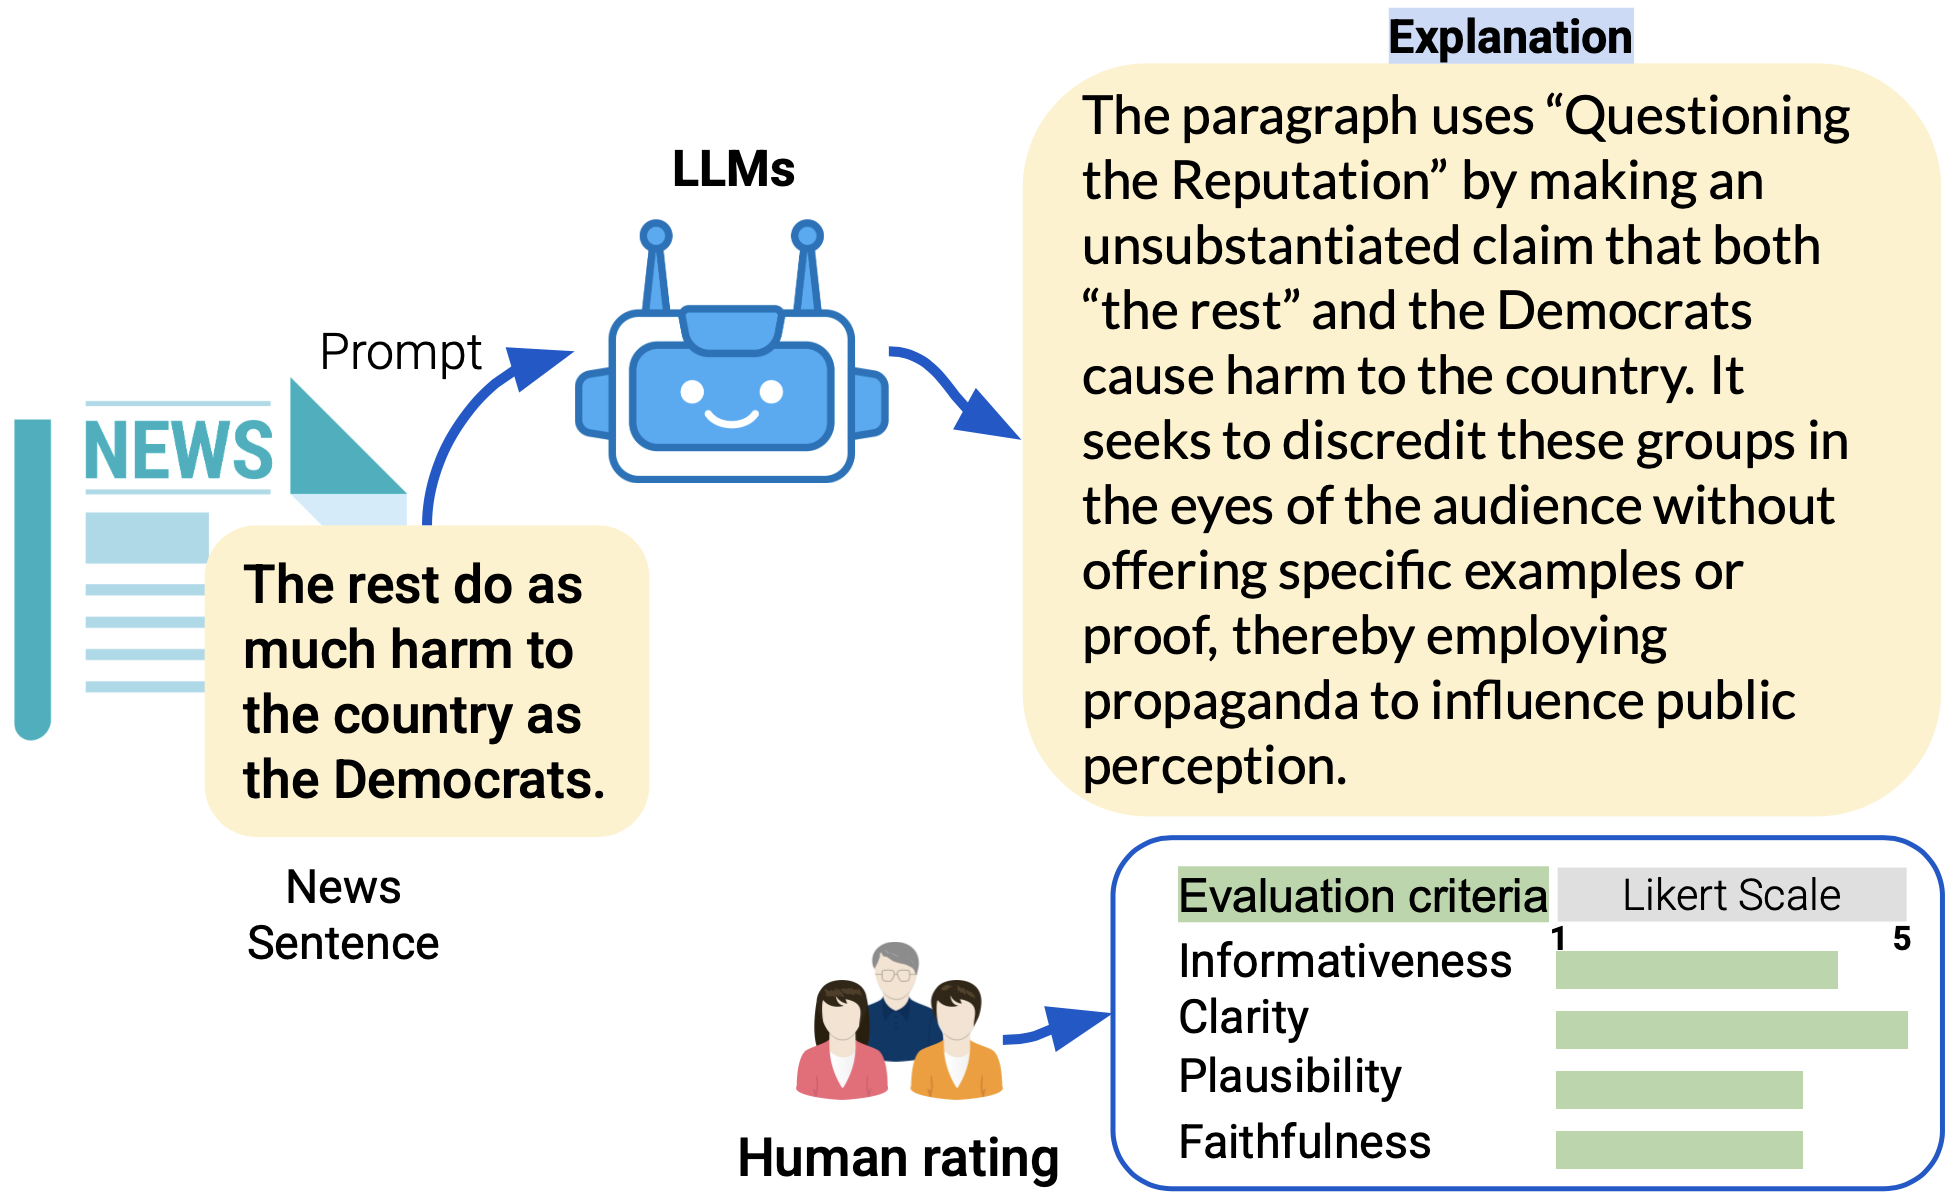 Explanation
The paragraph uses “Questioning
the Reputation” by making an
unsubstantiated claim that both
“the rest” and the Democrats
cause harm to the country. It
seeks to discredit these groups in
the eyes of the audience without
offering specific examples or
proof, thereby employing
propaganda to influence public
perception.
LLMs
Prompt
NEWS
The rest do as
much harm to
the country as
the Democrats.
News
Sentence
Human rating
Evaluation criteria
Likert Scale
1
5
Informativeness
Clarity
Plausibility
Faithfulness